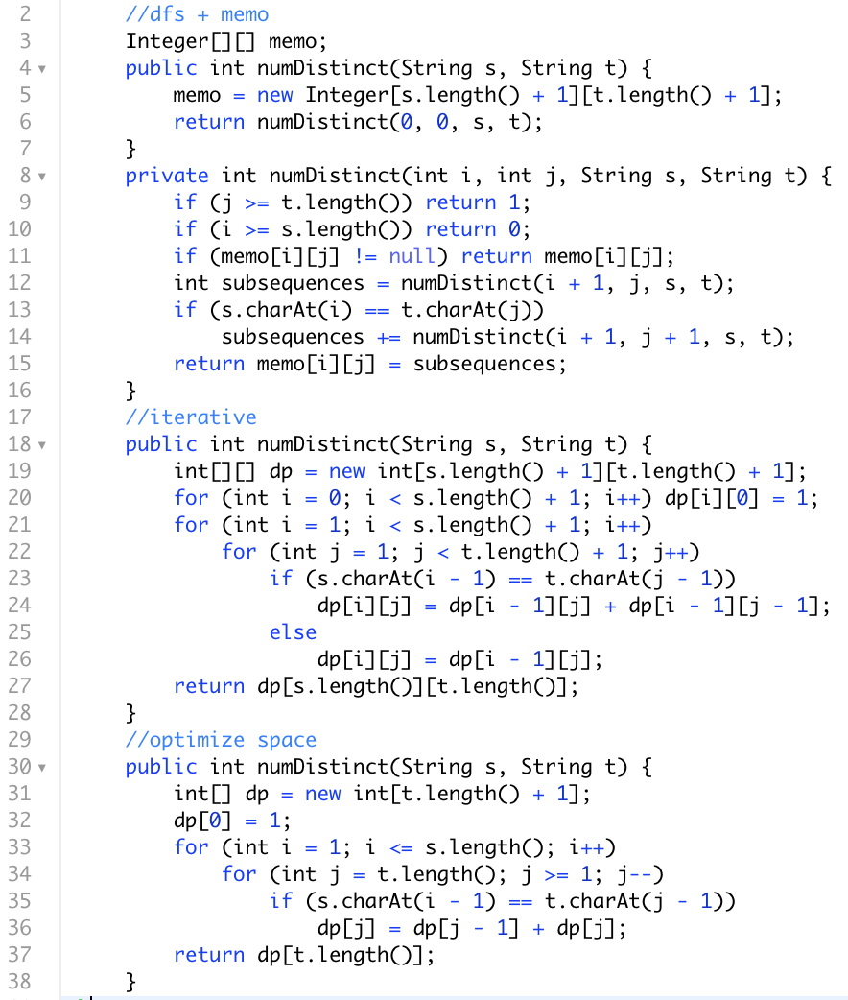 2 //dfs + memo
3 Integer[][] memo;
4 public int numDistinct(String s, String t) {
5 memo = new Integer[s.length() + 1][t.length() + 1];
6 return numDistinct(0, 0, s, t);
7 }
8 private int numDistinct(int i, int j, String s, String t) {
9 if (j >= t.length()) return 1;
10 if (i >= s.length()) return 0;
11 if (memo[i][j] != null) return memo[i][j];
12 int subsequences = numDistinct(i + 1, j, s, t);
13 if (s.charAt(i) == t.charAt(j))
14 subsequences += numDistinct(i + 1, j + 1, s, t);
15 return memo[i][j] = subsequences;
16 }
17 //iterative
18 public int numDistinct(String s, String t) {
19 int[][] dp = new int[s.length() + 1][t.length() + 1];
20 for (int i = 0; i < s.length() + 1; i++) dp[i][0] = 1;
21 for (int i = 1; i < s.length() + 1; i++)
22 for (int j = 1; j < t.length() + 1; j++)
23 if (s.charAt(i - 1) == t.charAt(j - 1))
24 dp[i][j] = dp[i - 1][j] + dp[i - 1][j - 1];
25 else
26 dp[i][j] = dp[i - 1][j];
27 return dp[s.length()][t.length()];
28 }
29 //optimize space
30 public int numDistinct(String s, String t) {
31 int[] dp = new int[t.length() + 1];
32 dp[0] = 1;
33 for (int i = 1; i <= s.length(); i++)
34 for (int j = t.length(); j >= 1; j--)
35 if (s.charAt(i - 1) == t.charAt(j - 1))
36 dp[j] = dp[j - 1] + dp[j];
37 return dp[t.length()];
38 }